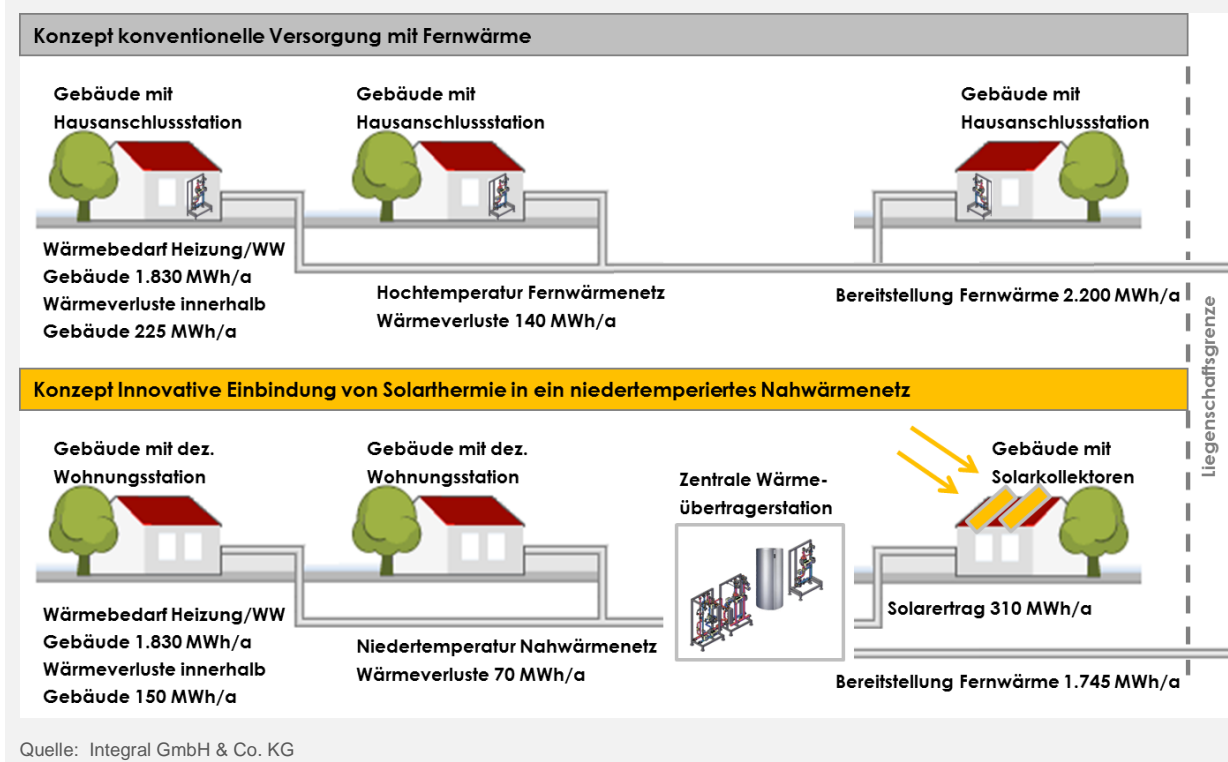 Konzept konventionelle Versorgung mit Fernwärme
Gebäude mit
Hausanschlussstation
Gebäude mit
Hausanschlussstation
Gebäude mit
Hausanschlussstation
Wärmebedarf Heizung/WW
Gebäude 1.830 MWh/a
Wärmeverluste innerhalb
Gebäude 225 MWh/a
Hochtemperatur Fernwärmenetz
Wärmeverluste 140 MWh/a
Bereitstellung Fernwärme 2.200 MWh/a
Liegenschaftsgrenze
Konzept Innovative Einbindung von Solarthermie in ein niedertemperiertes Nahwärmenetz
Gebäude mit dez.
Wohnungsstation
Gebäude mit dez.
Wohnungsstation
Zentrale Wärme-
übertragerstation
Gebäude mit
Solarkollektoren
Wärmebedarf Heizung/WW
Gebäude 1.830 MWh/a
Wärmeverluste innerhalb
Gebäude 150 MWh/a
Niedertemperatur Nahwärmenetz
Wärmeverluste 70 MWh/a
Solarertrag 310 MWh/a
Bereitstellung Fernwärme 1.745 MWh/a
Quelle: Integral GmbH & Co. KG